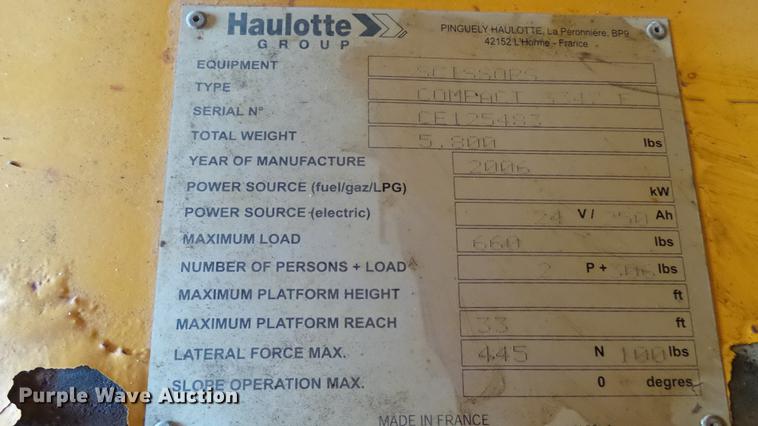 Haulotte
GROUP
PINGUELY HAULOTTE, La Peronniere, BP9
42152 L'Horme - France
EQUIPMENT SCISSORS
TYPE COMPACT E
SERIAL N° CE125483
TOTAL WEIGHT 5.800 lbs
YEAR OF MANUFACTURE 2006
POWER SOURCE (fuel/gaz/LPG) kW
POWER SOURCE (electric) 24 V / Ah
MAXIMUM LOAD 660 lbs
NUMBER OF PERSONS + LOAD 2 P + lbs
MAXIMUM PLATFORM HEIGHT ft
MAXIMUM PLATFORM REACH 33 ft
LATERAL FORCE MAX. 445 N 100 lbs
SLOPE OPERATION MAX. 0 degres
MADE IN FRANCE
Purple Wave Auction